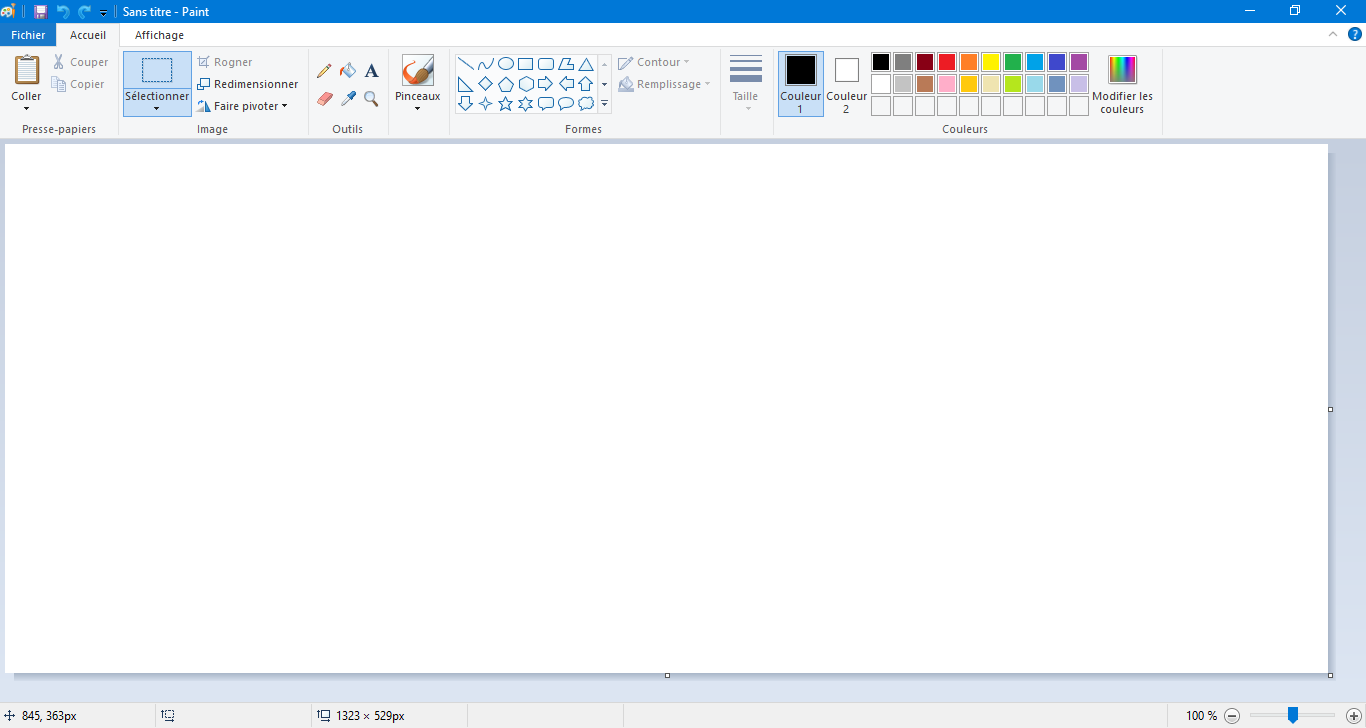 Sans titre - Paint
Fichier Accueil Affichage
Coller
Couper
Copier
Presse-papiers
Sélectionner
Rogner
Redimensionner
Faire pivoter
Image
A
Outils
Pinceaux
Formes
Contour
Remplissage
Taille
Couleur
1
Couleur
2
Couleurs
Modifier les
couleurs
?
845, 363px
1323 × 529px
100 %